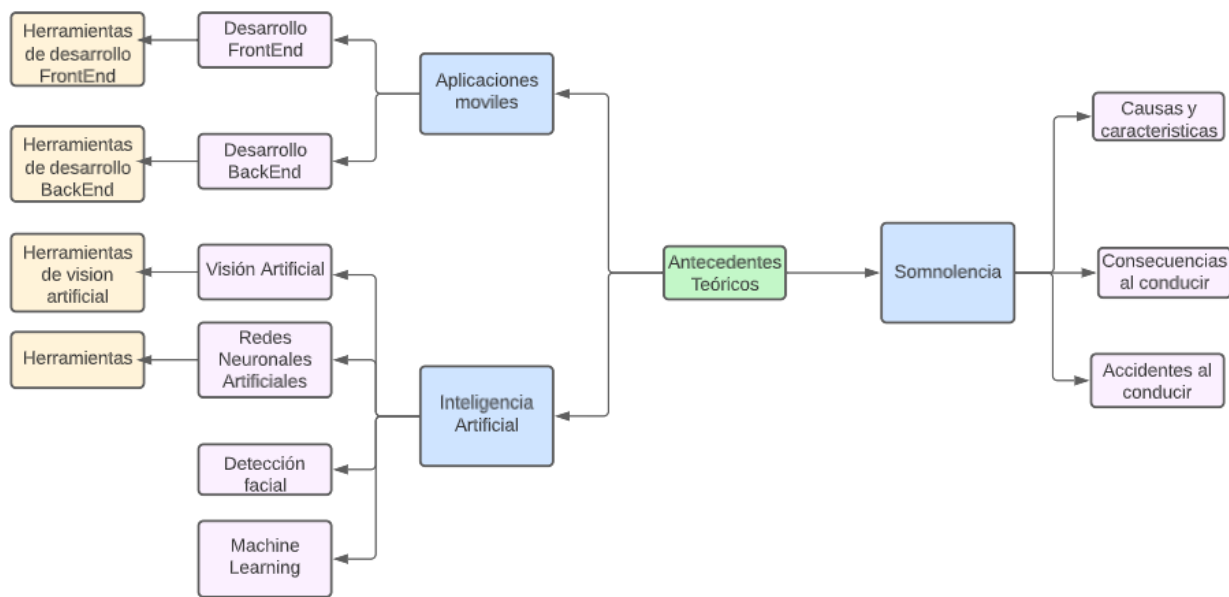 Herramientas
de desarrollo
FrontEnd
Desarrollo
FrontEnd
Aplicaciones
moviles
Herramientas
de desarrollo
BackEnd
Desarrollo
BackEnd
Herramientas
de vision
artificial
Visión Artificial
Herramientas
Redes
Neuronales
Artificiales
Inteligencia
Artificial
Detección
facial
Machine
Learning
Antecedentes
Teóricos
Somnolencia
Causas y
caracteristicas
Consecuencias
al conducir
Accidentes al
conducir